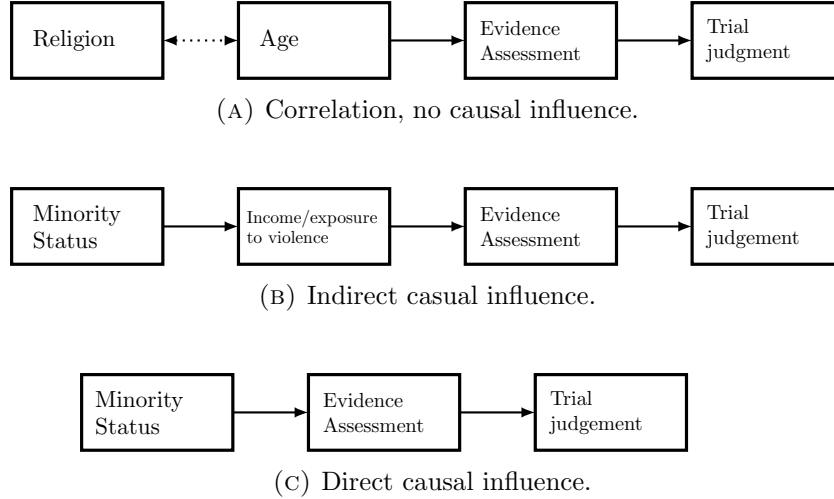 Religion
Age
Evidence
Assessment
Trial
judgment
(A) Correlation, no causal influence.
Minority
Status
Income/exposure
to violence
Evidence
Assessment
Trial
judgement
(B) Indirect casual influence.
Minority
Status
Evidence
Assessment
Trial
judgement
(C) Direct causal influence.